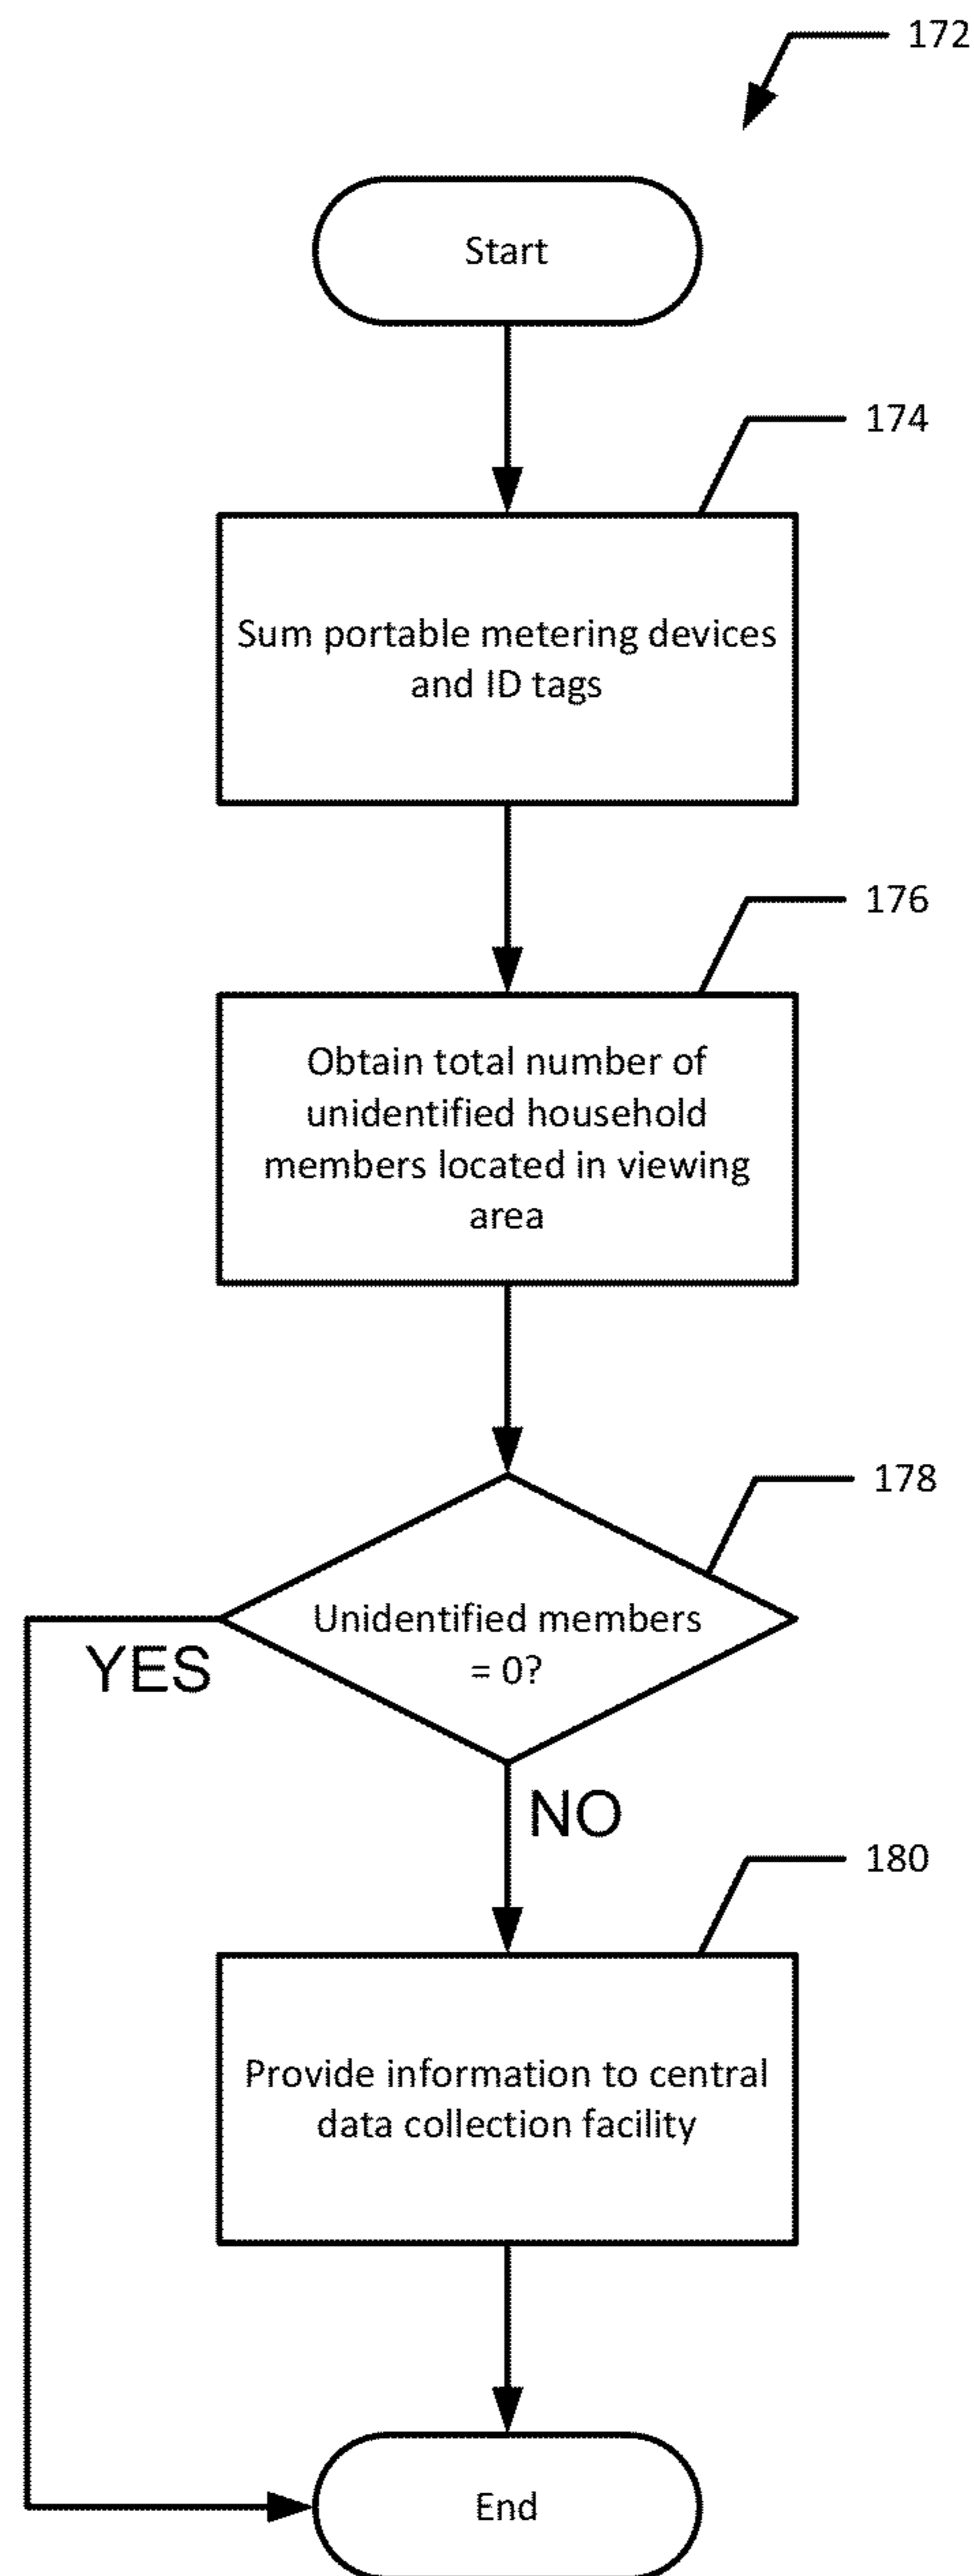 172
Start
174
Sum portable metering devices
and ID tags
176
Obtain total number of
unidentified household
members located in viewing
area
178
Unidentified members
= 0?
YES
NO
180
Provide information to central
data collection facility
End